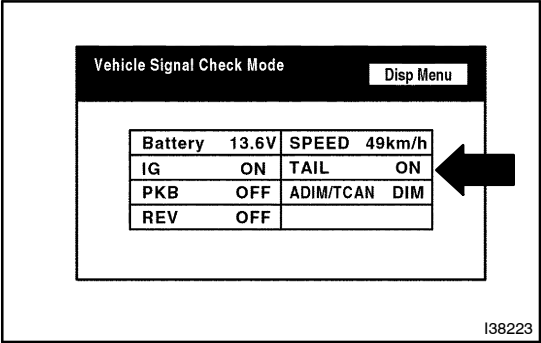 Vehicle Signal Check Mode
Disp Menu
Battery 13.6V SPEED 49km/h
IG ON TAIL ON
PKB OFF ADIM/TCAN DIM
REV OFF
I38223